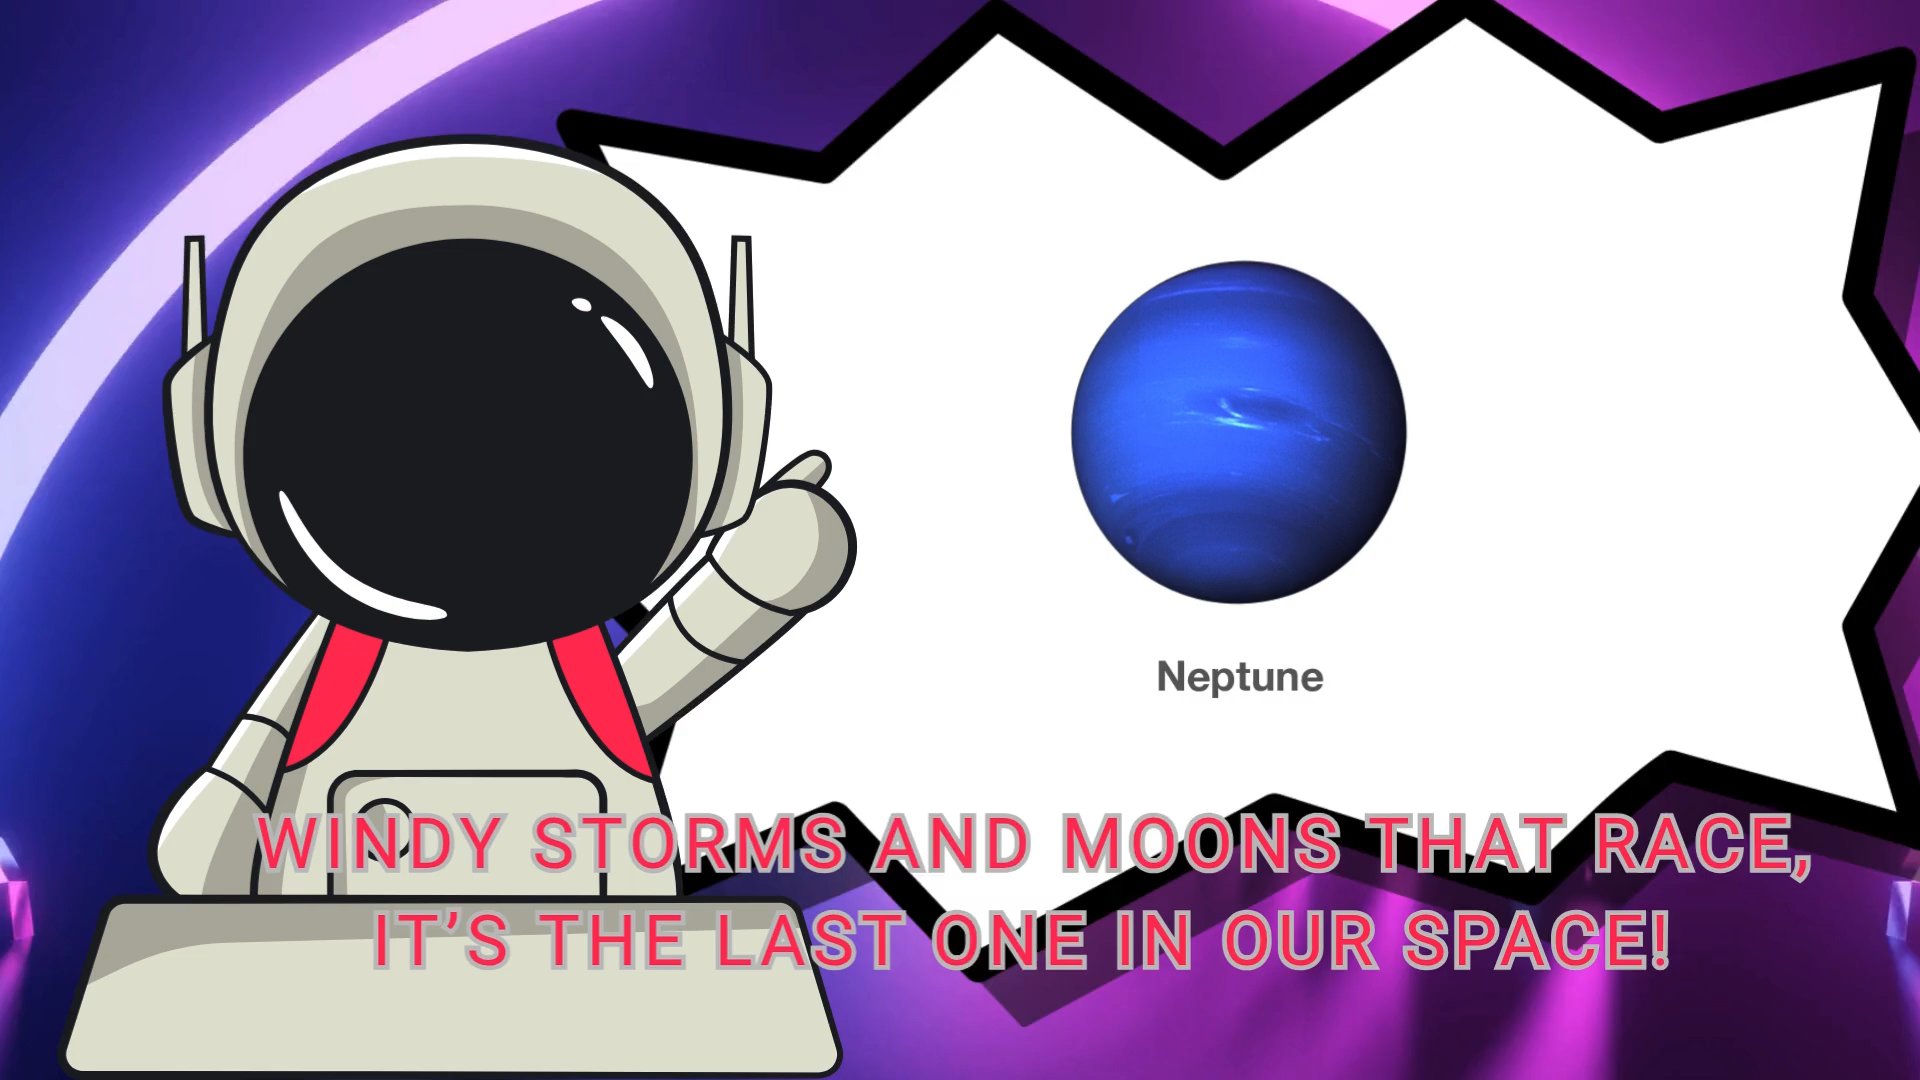 Neptune
WINDY STORMS AND MOONS THAT RACE,
IT’S THE LAST ONE IN OUR SPACE!